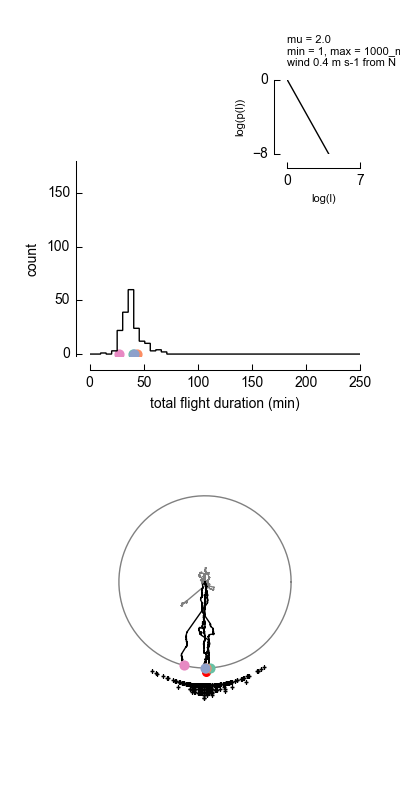 mu = 2.0
min = 1, max = 1000_m
wind 0.4 m s-1 from N
0
−8
log(p(l))
0
7
log(l)
150
100
50
0
count
0
50
100
150
200
250
total flight duration (min)